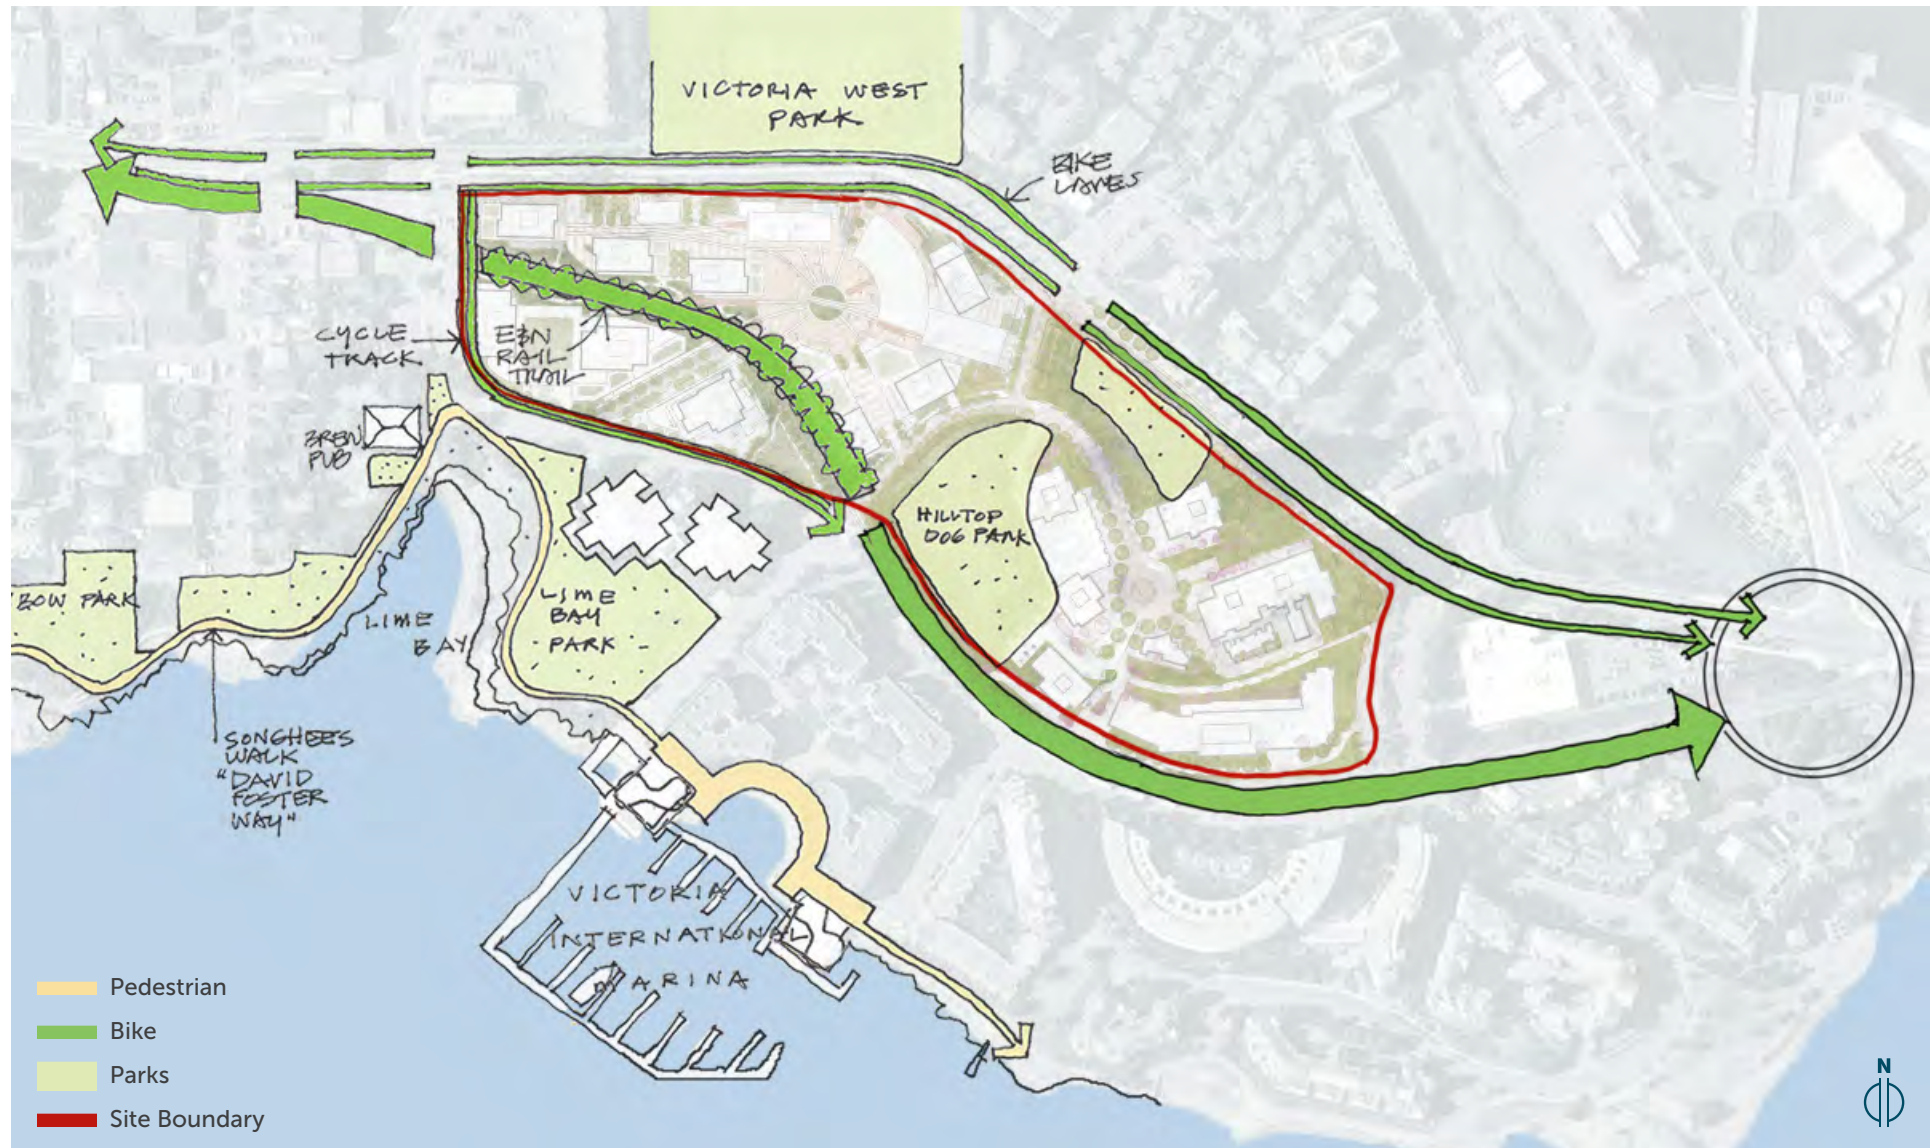 VICTORIA WEST
PARK
BIKE
LANES
CYCLE
TRACK
E&N
RAIL
TRAIL
PUB
HILLTOP
DOG PARK
BOW PARK
LIME
BAY
LIME
BAY
PARK
SONGHEES
WALK
"DAVID
FOSTER
WAY"
VICTORIA
INTERNATIONAL
MARINA
Pedestrian
Bike
Parks
Site Boundary
N